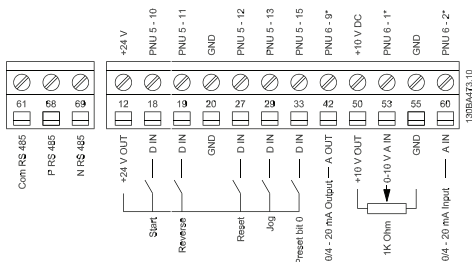 +24 V
PNU 5 - 10
PNU 5 - 11
GND
PNU 5 - 12
PNU 5 - 13
PNU 5 - 15
PNU 6 - 9*
+10 V DC
PNU 6 - 1*
GND
PNU 6 - 2*
61 68 69 12 18 19 20 27 29 33 42 50 53 55 60
Com RS 485
P RS 485
N RS 485
+24 V OUT
D IN
D IN
GND
D IN
D IN
D IN
A OUT
+10 V OUT
0-10 V A IN
GND
A IN
Start
Reverse
Reset
Jog
Preset bit 0
0/4 - 20 mA Output
1K Ohm
0/4 - 20 mA Input
130BA473.10